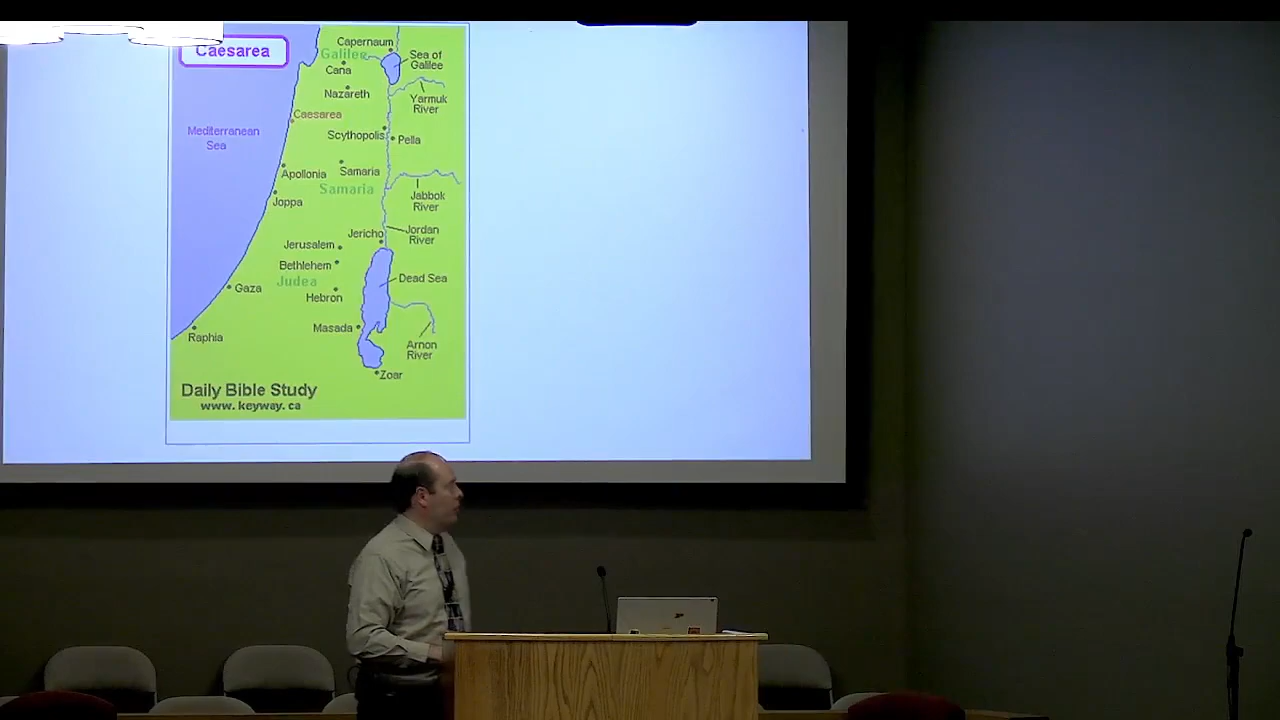 Caesarea
Capernaum
Galilee
Sea of
Galilee
Cana
Nazareth
Yarmuk
River
Caesarea
Mediterranean
Sea
Scythopolis
Pella
Apollonia
Samaria
Samaria
Joppa
Jabbok
River
Jericho
Jordan
River
Jerusalem
Bethlehem
Judea
Dead Sea
Gaza
Hebron
Masada
Raphia
Arnon
River
Zoar
Daily Bible Study
www.keyway.ca